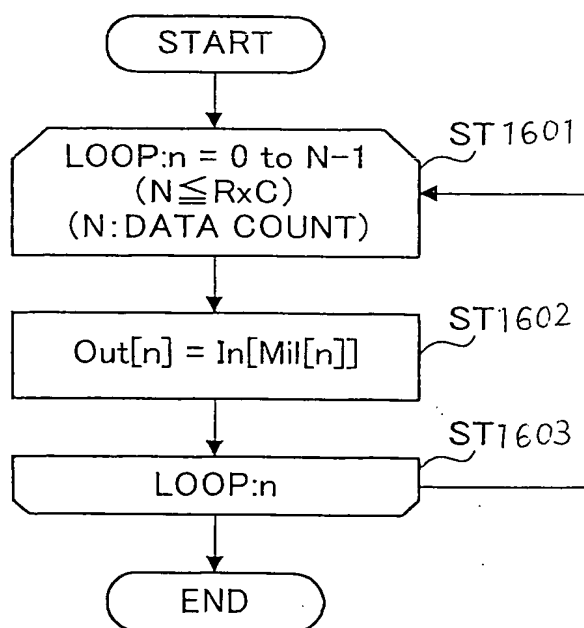 START
ST1601
LOOP:n = 0 to N-1
(N≦RxC)
(N:DATA COUNT)
ST1602
Out[n] = In[Mil[n]]
ST1603
LOOP:n
END